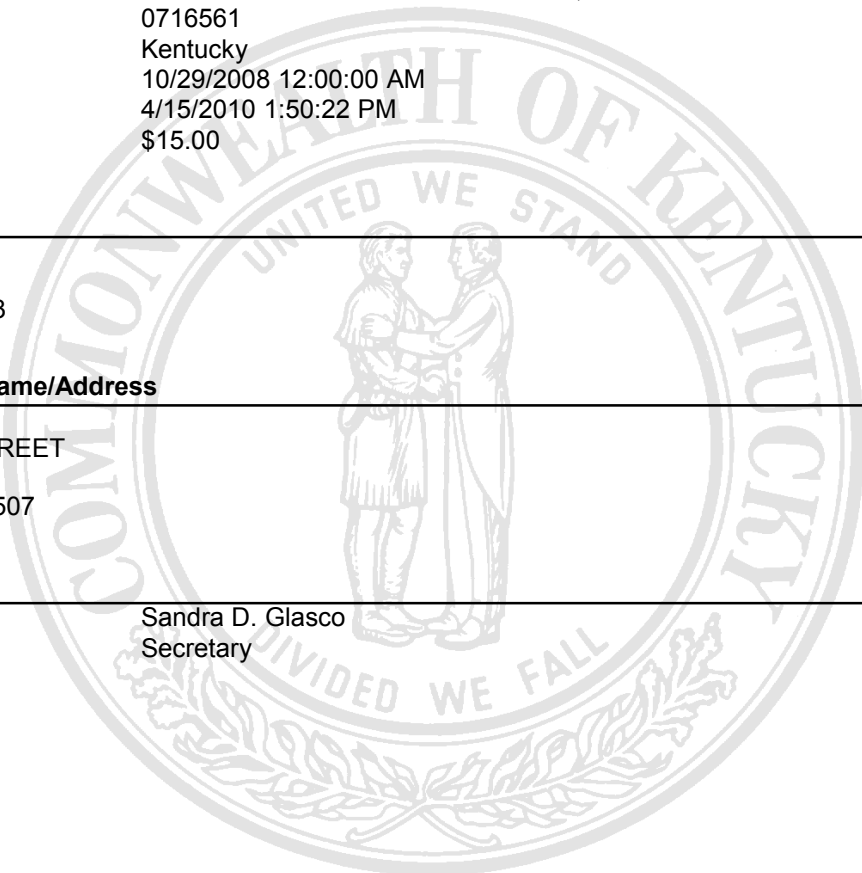 0716561
Kentucky
10/29/2008 12:00:00 AM
4/15/2010 1:50:22 PM
$15.00
COMMONWEALTH OF KENTUCKY
UNITED WE STAND
ame/Address
REET
507
Sandra D. Glasco
Secretary
DIVIDED WE FALL